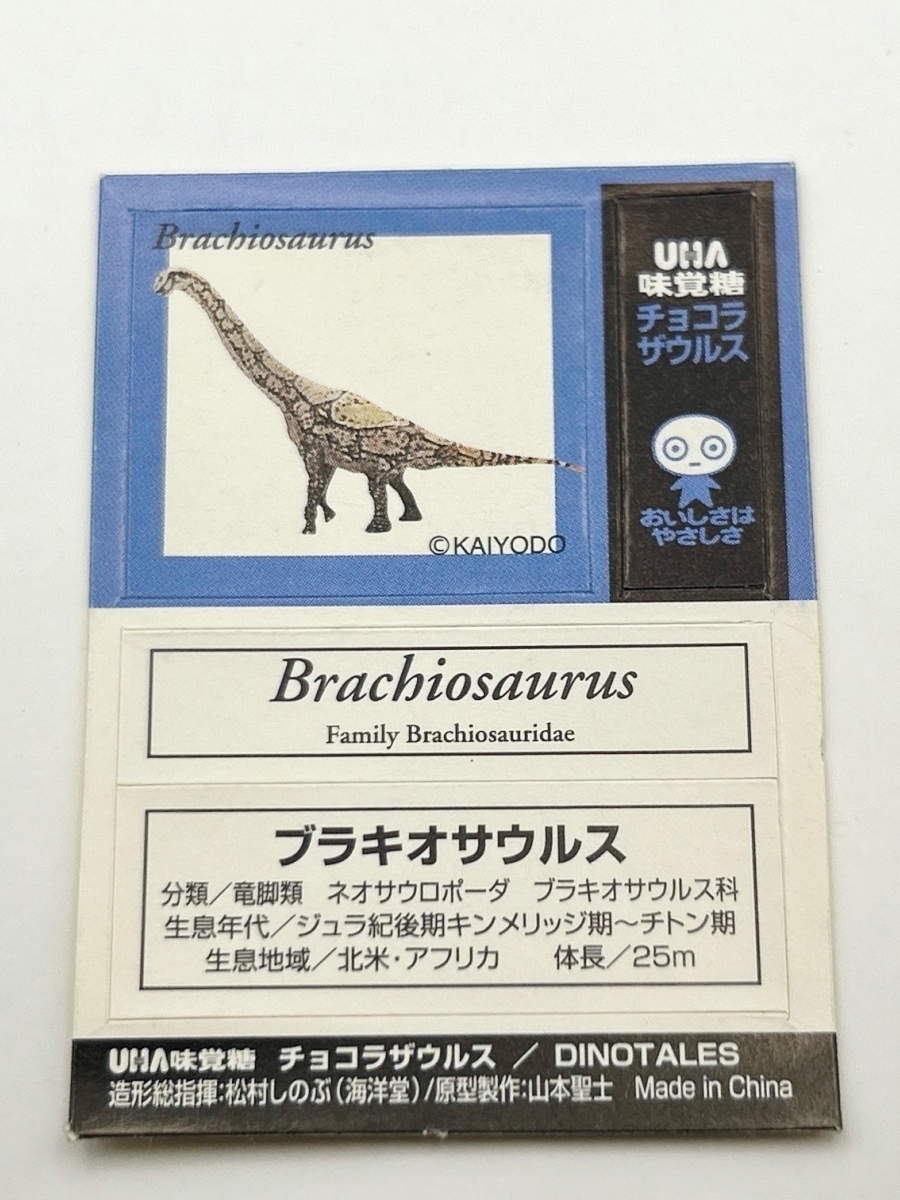 Brachiosaurus
©KAIYODO
UHA
味覚糖
チョコラ
ザウルス
おいしさは
やさしさ
Brachiosaurus
Family Brachiosauridae
ブラキオサウルス
分類／竜脚類　ネオサウロポーダ　ブラキオサウルス科
生息年代／ジュラ紀後期キンメリッジ期～チトン期
生息地域／北米・アフリカ　　体長／25m
UHA味覚糖　チョコラザウルス ／ DINOTALES
造形総指揮:松村しのぶ(海洋堂)/原型製作:山本聖士　Made in China